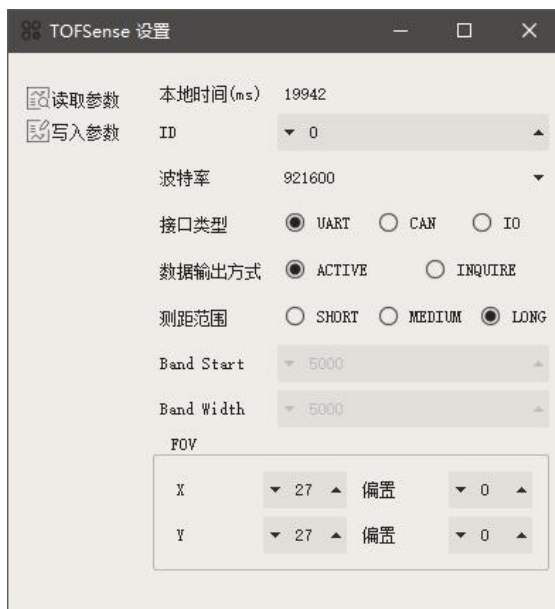 TOFSense 设置
读取参数
写入参数
本地时间(ms) 19942
ID 0
波特率 921600
接口类型 UART CAN IO
数据输出方式 ACTIVE INQUIRE
测距范围 SHORT MEDIUM LONG
Band Start 5000
Band Width 5000
FOV
X 27 偏置 0
Y 27 偏置 0